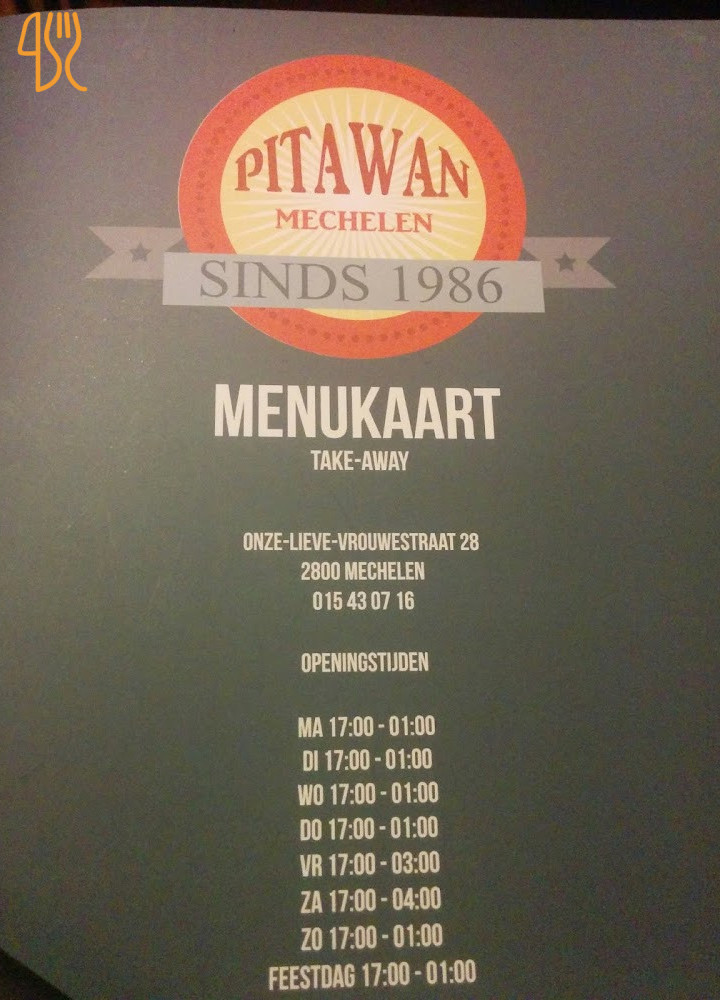 PITAWAN
MECHELEN
SINDS 1986
MENUKAART
TAKE-AWAY
ONZE-LIEVE-VROUWESTRAAT 28
2800 MECHELEN
015 43 07 16
OPENINGSTIJDEN
MA 17:00 - 01:00
DI 17:00 - 01:00
WO 17:00 - 01:00
DO 17:00 - 01:00
VR 17:00 - 03:00
ZA 17:00 - 04:00
ZO 17:00 - 01:00
FEESTDAG 17:00 - 01:00